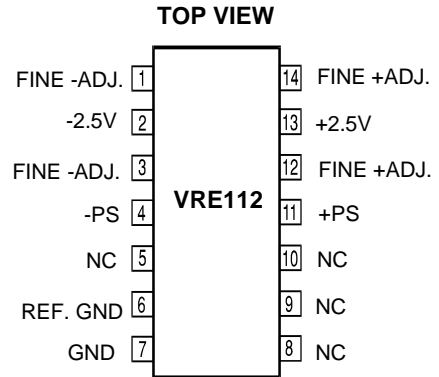 TOP VIEW
FINE -ADJ. 1 14 FINE +ADJ.
-2.5V 2 13 +2.5V
FINE -ADJ. 3 12 FINE +ADJ.
VRE112
-PS 4 11 +PS
NC 5 10 NC
REF. GND 6 9 NC
GND 7 8 NC